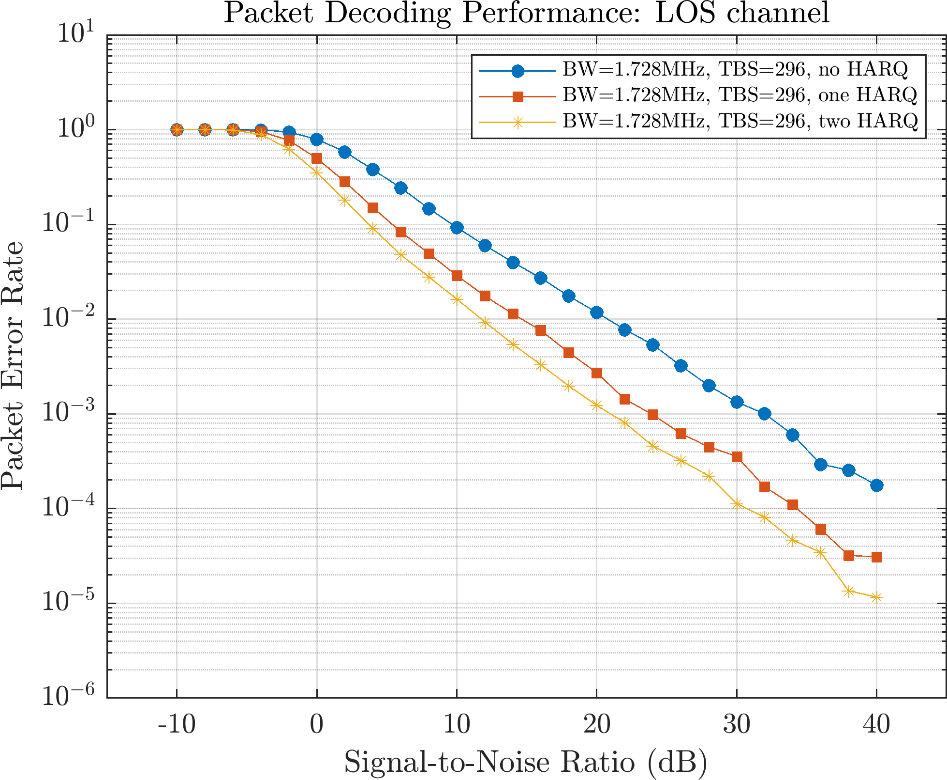 Packet Decoding Performance: LOS channel
BW=1.728MHz, TBS=296, no HARQ
BW=1.728MHz, TBS=296, one HARQ
BW=1.728MHz, TBS=296, two HARQ
Packet Error Rate
10^1
10^0
10^-1
10^-2
10^-3
10^-4
10^-5
10^-6
-10 0 10 20 30 40
Signal-to-Noise Ratio (dB)